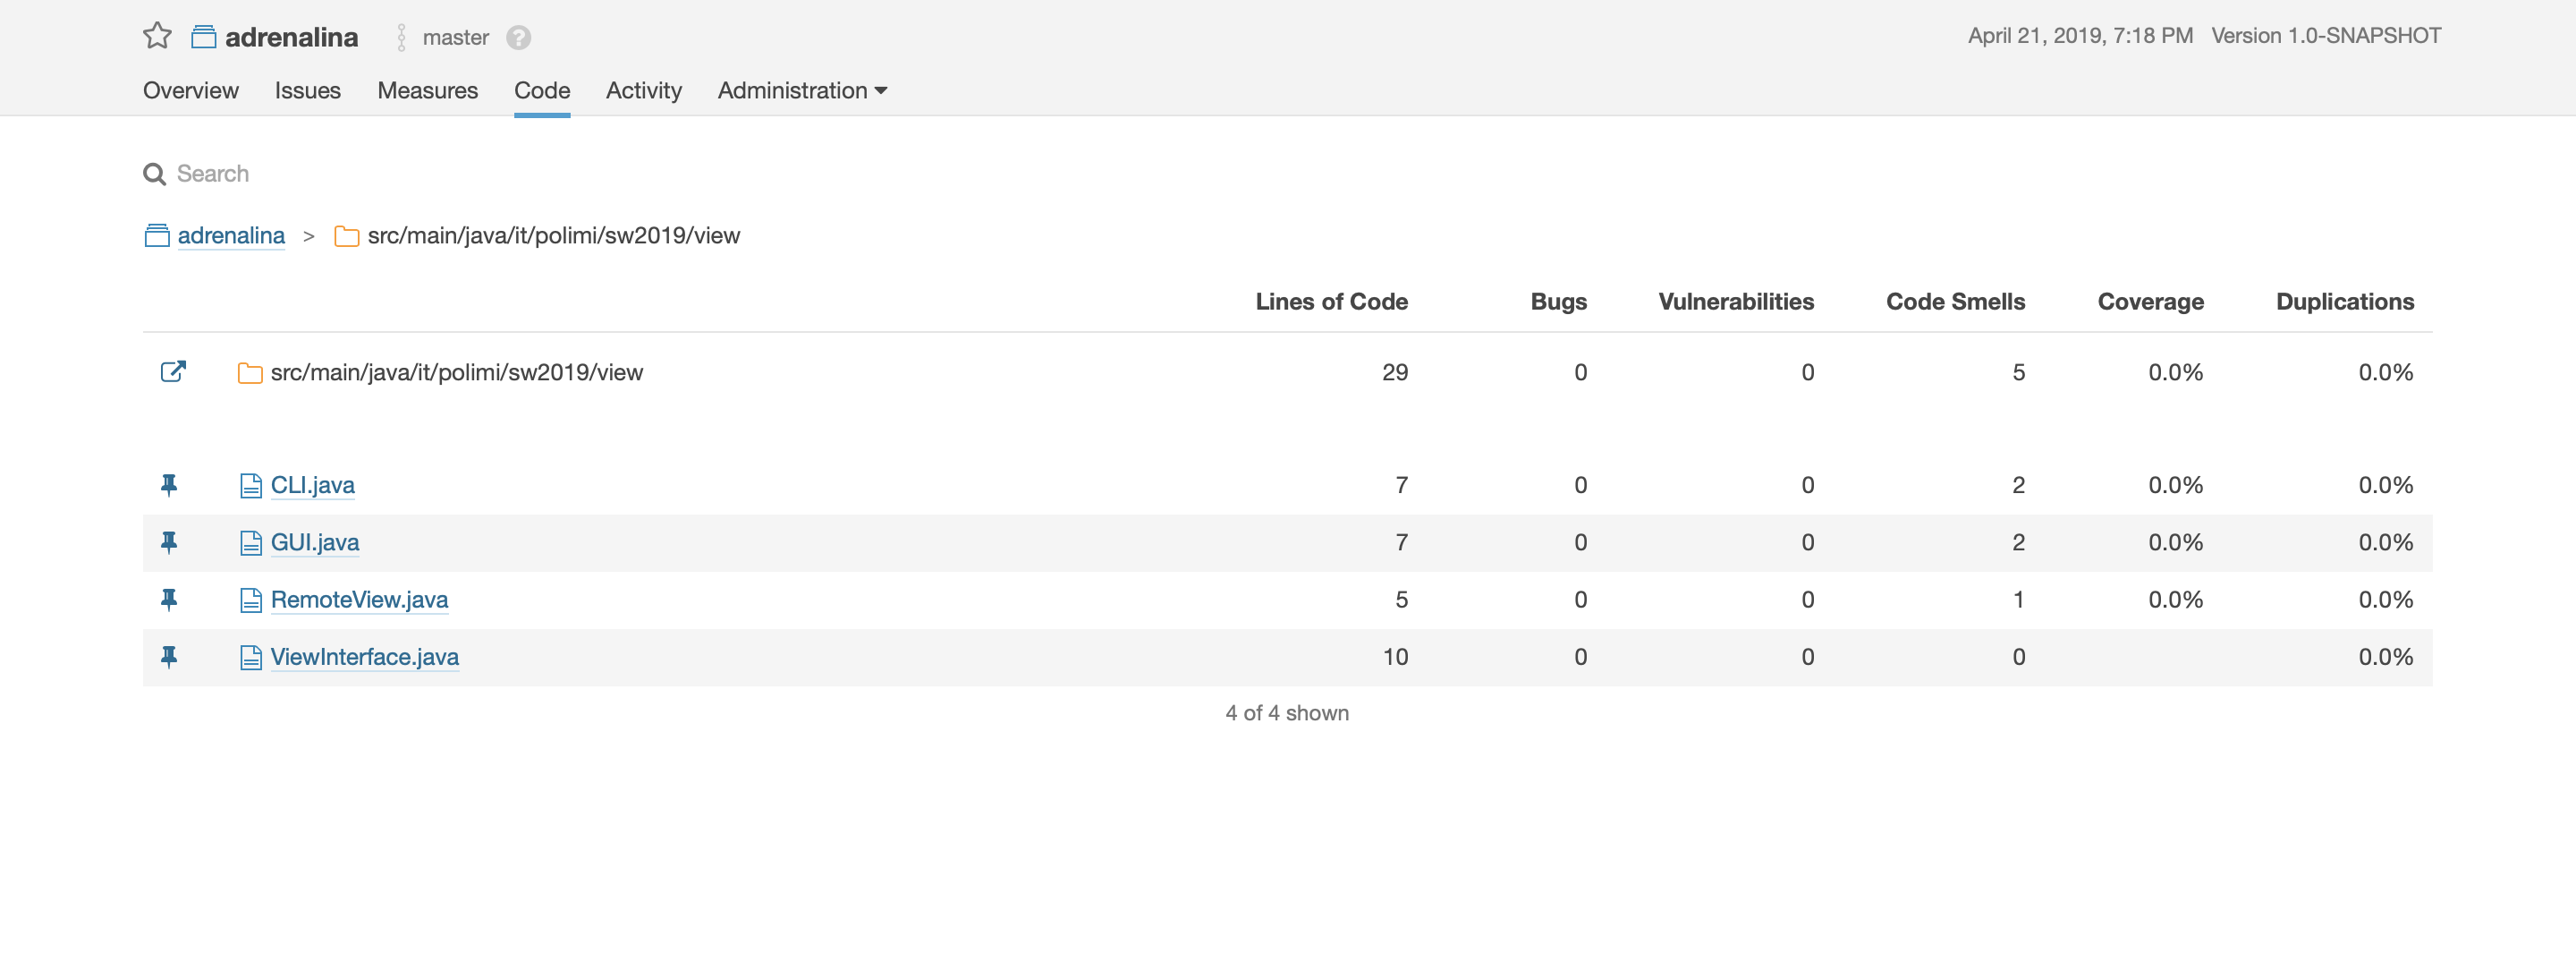 adrenalina master ? April 21, 2019, 7:18 PM Version 1.0-SNAPSHOT
Overview Issues Measures Code Activity Administration
Search
adrenalina > src/main/java/it/polimi/sw2019/view
Lines of Code Bugs Vulnerabilities Code Smells Coverage Duplications
src/main/java/it/polimi/sw2019/view 29 0 0 5 0.0% 0.0%
CLI.java 7 0 0 2 0.0% 0.0%
GUI.java 7 0 0 2 0.0% 0.0%
RemoteView.java 5 0 0 1 0.0% 0.0%
ViewInterface.java 10 0 0 0 0.0%
4 of 4 shown